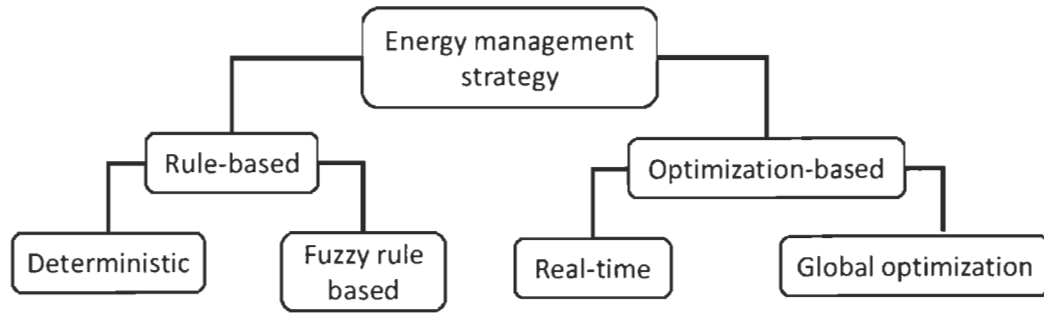 Energy management
strategy
Rule-based
Optimization-based
Deterministic
Fuzzy rule
based
Real-time
Global optimization